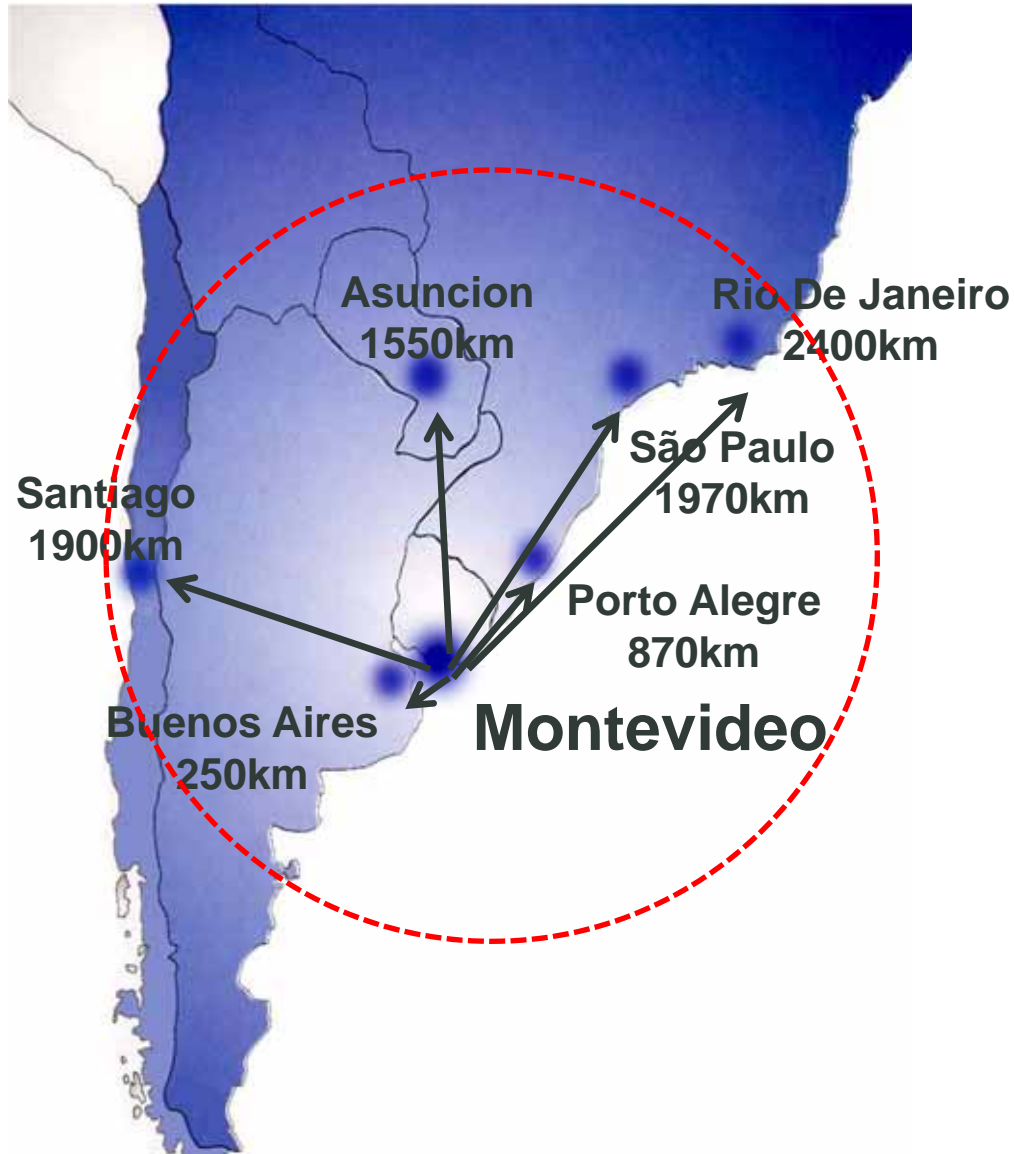 Asuncion
1550km
Rio De Janeiro
2400km
São Paulo
1970km
Santiago
1900km
Porto Alegre
870km
Buenos Aires
250km
Montevideo